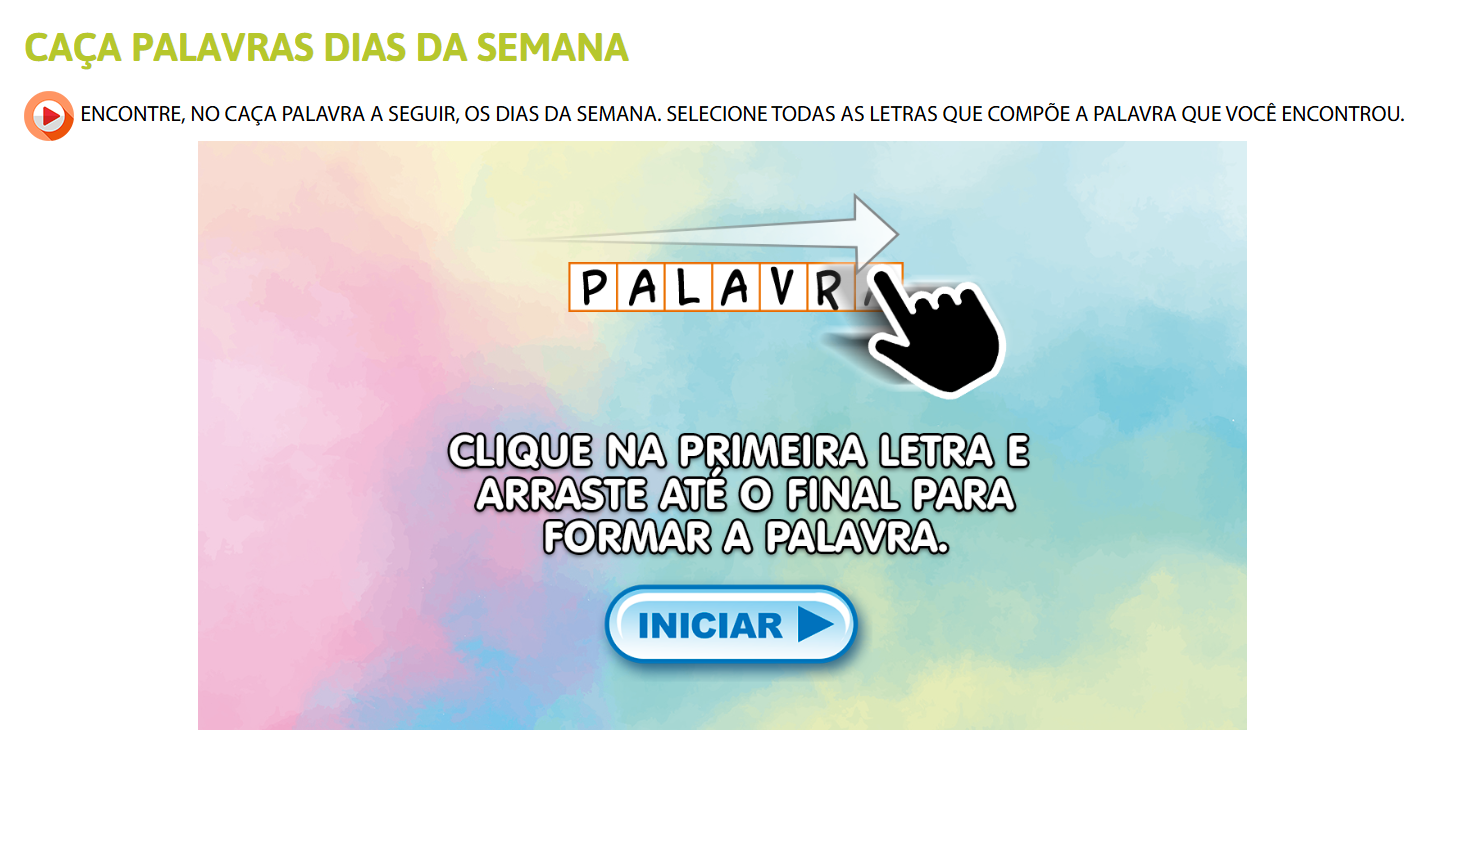 CAÇA PALAVRAS DIAS DA SEMANA
ENCONTRE, NO CAÇA PALAVRA A SEGUIR, OS DIAS DA SEMANA. SELECIONE TODAS AS LETRAS QUE COMPÕE A PALAVRA QUE VOCÊ ENCONTROU.
PALAVRA
CLIQUE NA PRIMEIRA LETRA E
ARRASTE ATÉ O FINAL PARA
FORMAR A PALAVRA.
INICIAR